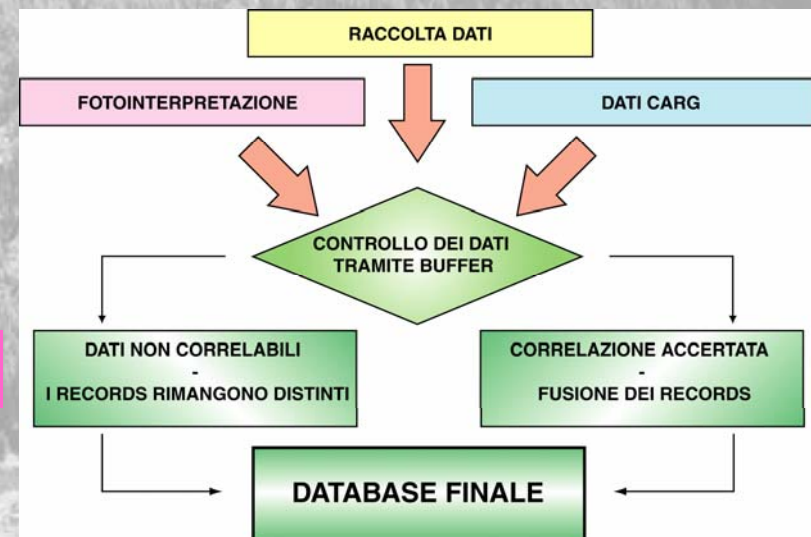 RACCOLTA DATI
FOTOINTERPRETAZIONE
DATI CARG
CONTROLLO DEI DATI
TRAMITE BUFFER
DATI NON CORRELABILI
-
I RECORDS RIMANGONO DISTINTI
CORRELAZIONE ACCERTATA
-
FUSIONE DEI RECORDS
DATABASE FINALE